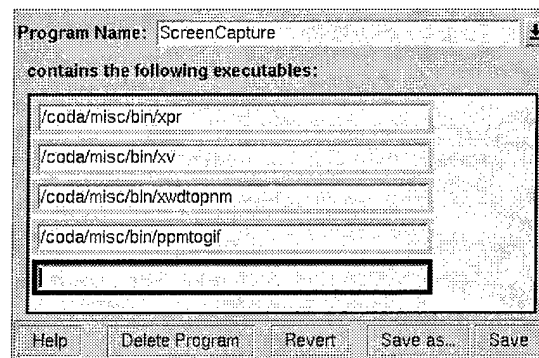 Program Name: ScreenCapture
contains the following executables:
/coda/misc/bin/xpr
/coda/misc/bin/xv
/coda/misc/bin/xwdtopnm
/coda/misc/bin/ppmtogif
Help Delete Program Revert Save as... Save